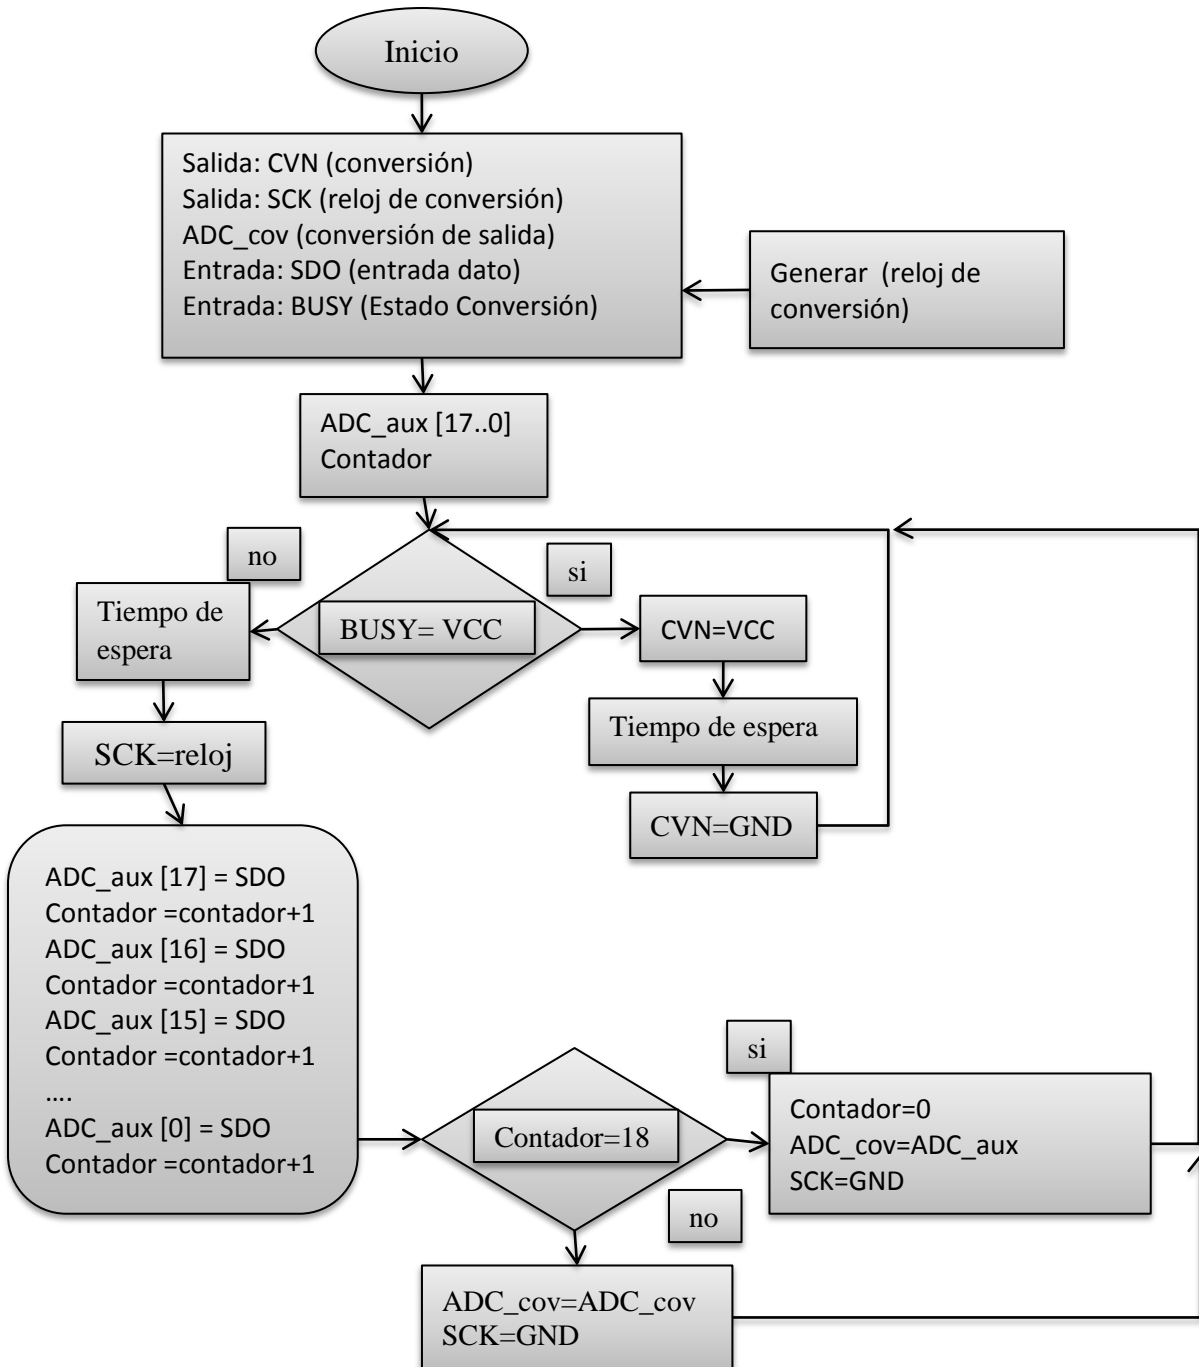 Inicio
Salida: CVN (conversión)
Salida: SCK (reloj de conversión)
ADC_cov (conversión de salida)
Entrada: SDO (entrada dato)
Entrada: BUSY (Estado Conversión)
Generar  (reloj de
conversión)
ADC_aux [17..0]
Contador
no
si
BUSY= VCC
Tiempo de
espera
CVN=VCC
Tiempo de espera
SCK=reloj
CVN=GND
ADC_aux [17] = SDO
Contador =contador+1
ADC_aux [16] = SDO
Contador =contador+1
ADC_aux [15] = SDO
Contador =contador+1
....
ADC_aux [0] = SDO
Contador =contador+1
Contador=18
si
Contador=0
ADC_cov=ADC_aux
SCK=GND
no
ADC_cov=ADC_cov
SCK=GND